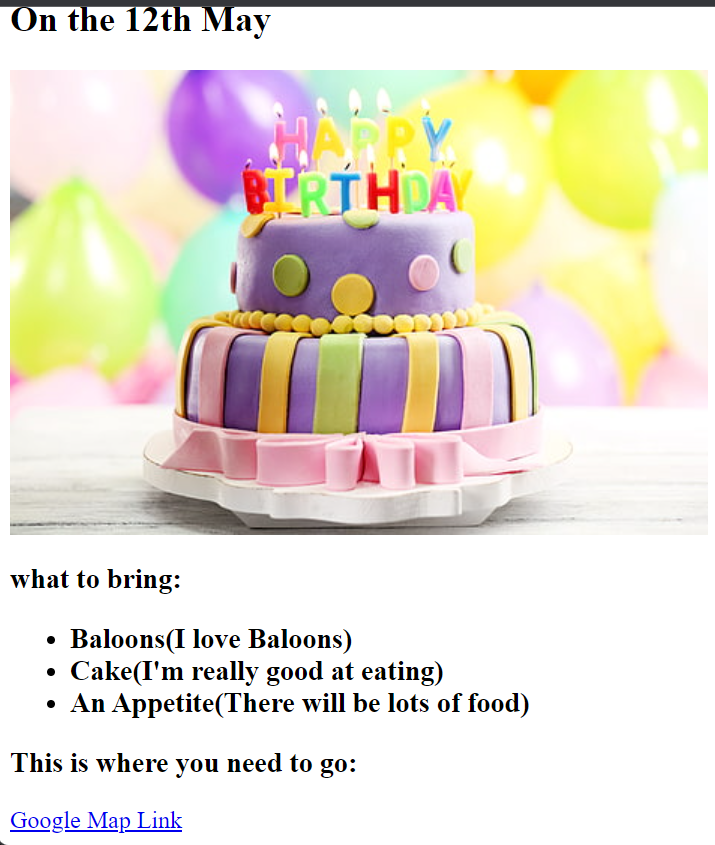 On the 12th May
HAPPY
BIRTHDAY
what to bring:
Baloons(I love Baloons)
Cake(I'm really good at eating)
An Appetite(There will be lots of food)
This is where you need to go:
Google Map Link